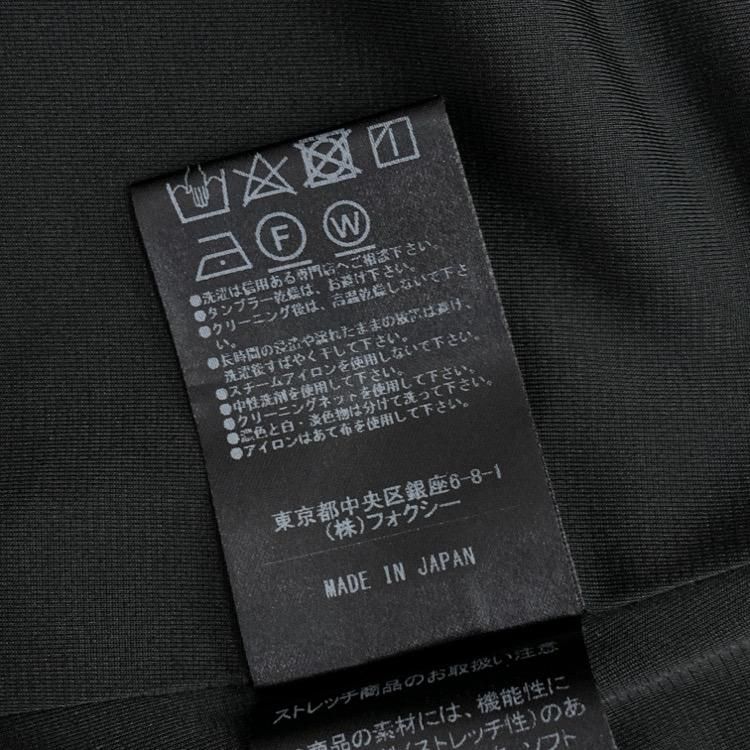 F W
●洗濯は信用ある専門店へご相談下さい。
●タンブラー乾燥は、お避け下さい。
●クリーニング後は、高温乾燥しないで下さ
い。
●長時間の浸漬や濡れたままの放置は避け、
洗濯後すばやく干して下さい。
●スチームアイロンを使用しないで下さい。
●中性洗剤を使用して下さい。
●クリーニングネットを使用して下さい。
●濃色と白・淡色物は分けて洗って下さい。
●アイロンはあて布を使用して下さい。
東京都中央区銀座6-8-1
(株)フォクシー
MADE IN JAPAN
ストレッチ商品のお取扱い注意
商品の素材には、機能性に
(ストレッチ性)のあ
ソフト